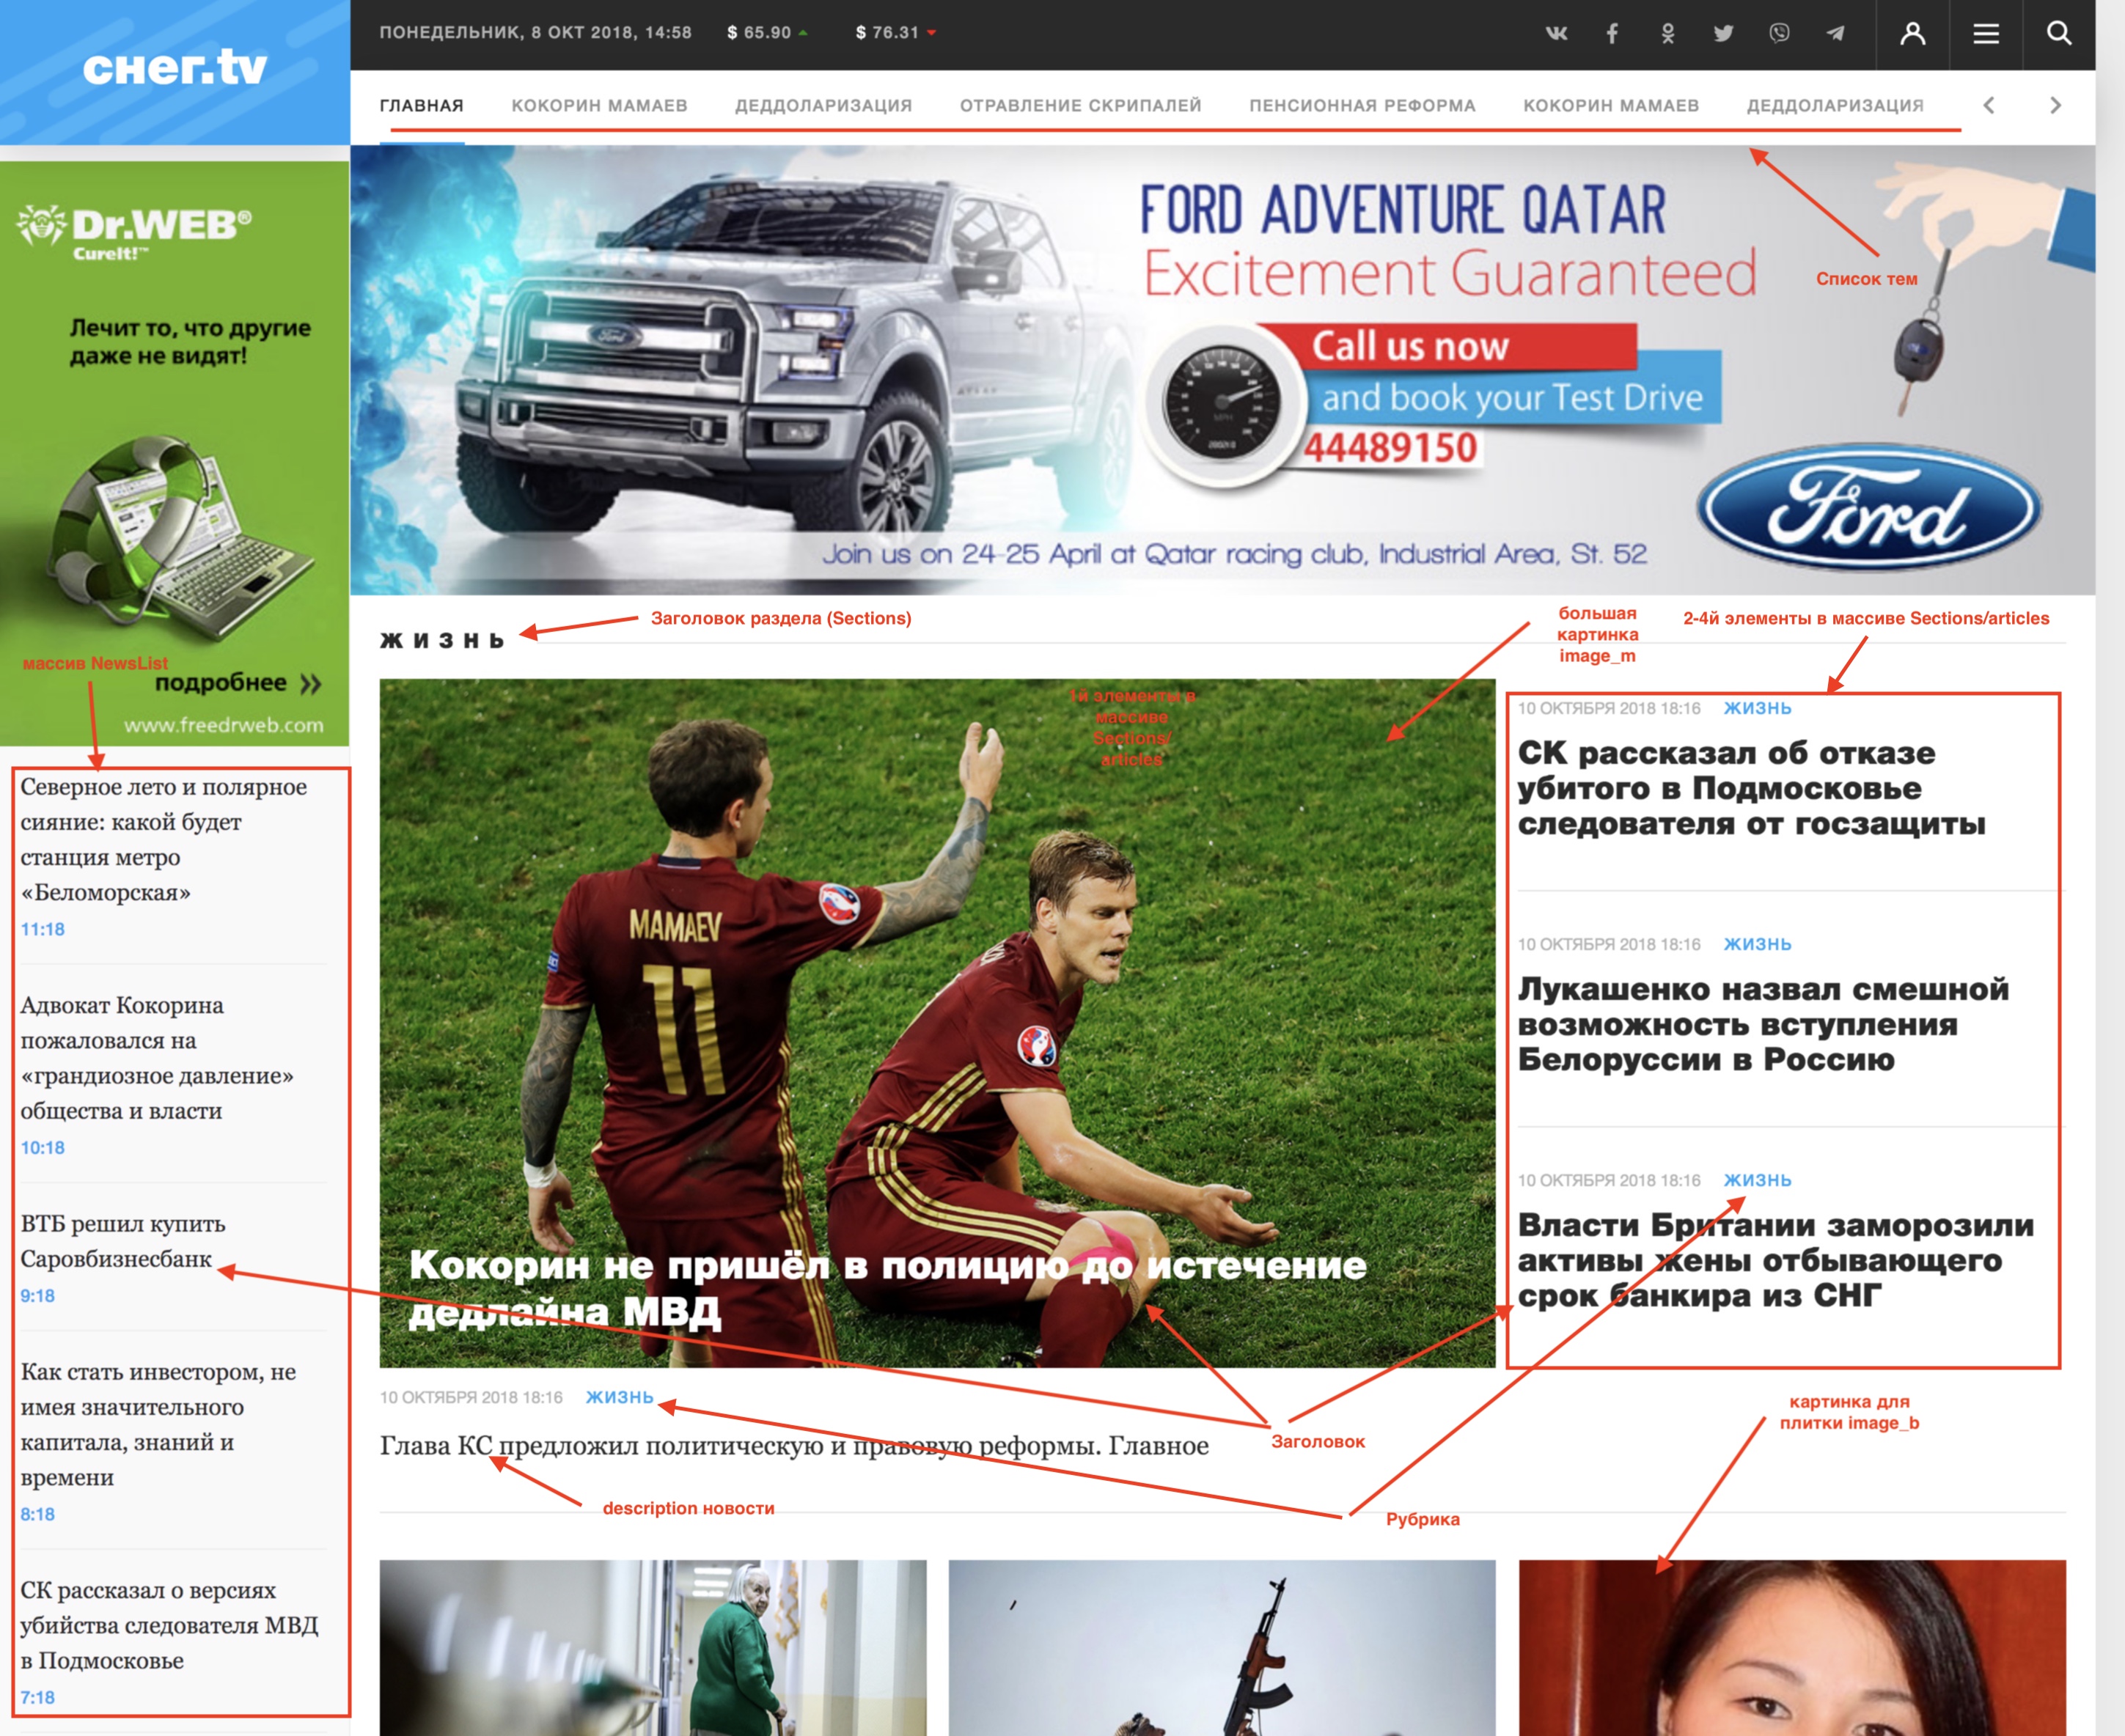 снег.tv
ПОНЕДЕЛЬНИК, 8 ОКТ 2018, 14:58
$ 65.90
$ 76.31
ГЛАВНАЯ
КОКОРИН МАМАЕВ
ДЕДДОЛАРИЗАЦИЯ
ОТРАВЛЕНИЕ СКРИПАЛЕЙ
ПЕНСИОННАЯ РЕФОРМА
КОКОРИН МАМАЕВ
ДЕДДОЛАРИЗАЦИЯ
Dr.WEB®
CureIt!™
Лечит то, что другие
даже не видят!
массив NewsList
подробнее »
www.freedrweb.com
FORD ADVENTURE QATAR
Excitement Guaranteed
Список тем
Call us now
and book your Test Drive
44489150
Ford
Ford
Join us on 24-25 April at Qatar racing club, Industrial Area, St. 52
Заголовок раздела (Sections)
ЖИЗНЬ
большая
картинка
image_m
2-4й элементы в массиве Sections/articles
1й элементы в
массиве
Sections/
articles
MAMAEV
11
Кокорин не пришёл в полицию до истечение
дедлайна МВД
10 ОКТЯБРЯ 2018 18:16 ЖИЗНЬ
Глава КС предложил политическую и правовую реформы. Главное
description новости
Заголовок
Рубрика
10 ОКТЯБРЯ 2018 18:16 ЖИЗНЬ
СК рассказал об отказе
убитого в Подмосковье
следователя от госзащиты
10 ОКТЯБРЯ 2018 18:16 ЖИЗНЬ
Лукашенко назвал смешной
возможность вступления
Белоруссии в Россию
10 ОКТЯБРЯ 2018 18:16 ЖИЗНЬ
Власти Британии заморозили
активы жены отбывающего
срок банкира из СНГ
картинка для
плитки image_b
Северное лето и полярное
сияние: какой будет
станция метро
«Беломорская»
11:18
Адвокат Кокорина
пожаловался на
«грандиозное давление»
общества и власти
10:18
ВТБ решил купить
Саровбизнесбанк
9:18
Как стать инвестором, не
имея значительного
капитала, знаний и
времени
8:18
СК рассказал о версиях
убийства следователя МВД
в Подмосковье
7:18